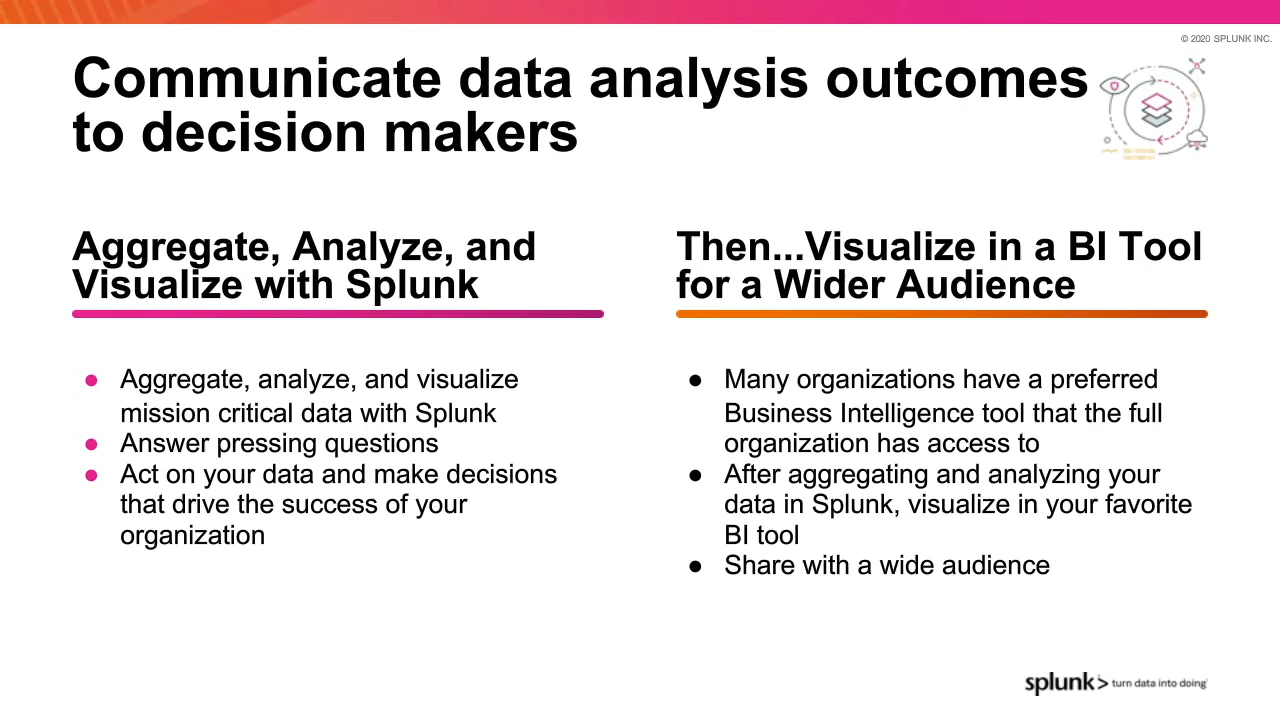 © 2020 SPLUNK INC.
Communicate data analysis outcomes
to decision makers
Aggregate, Analyze, and
Visualize with Splunk
● Aggregate, analyze, and visualize
mission critical data with Splunk
● Answer pressing questions
● Act on your data and make decisions
that drive the success of your
organization
Then...Visualize in a BI Tool
for a Wider Audience
● Many organizations have a preferred
Business Intelligence tool that the full
organization has access to
● After aggregating and analyzing your
data in Splunk, visualize in your favorite
BI tool
● Share with a wide audience
splunk> turn data into doing